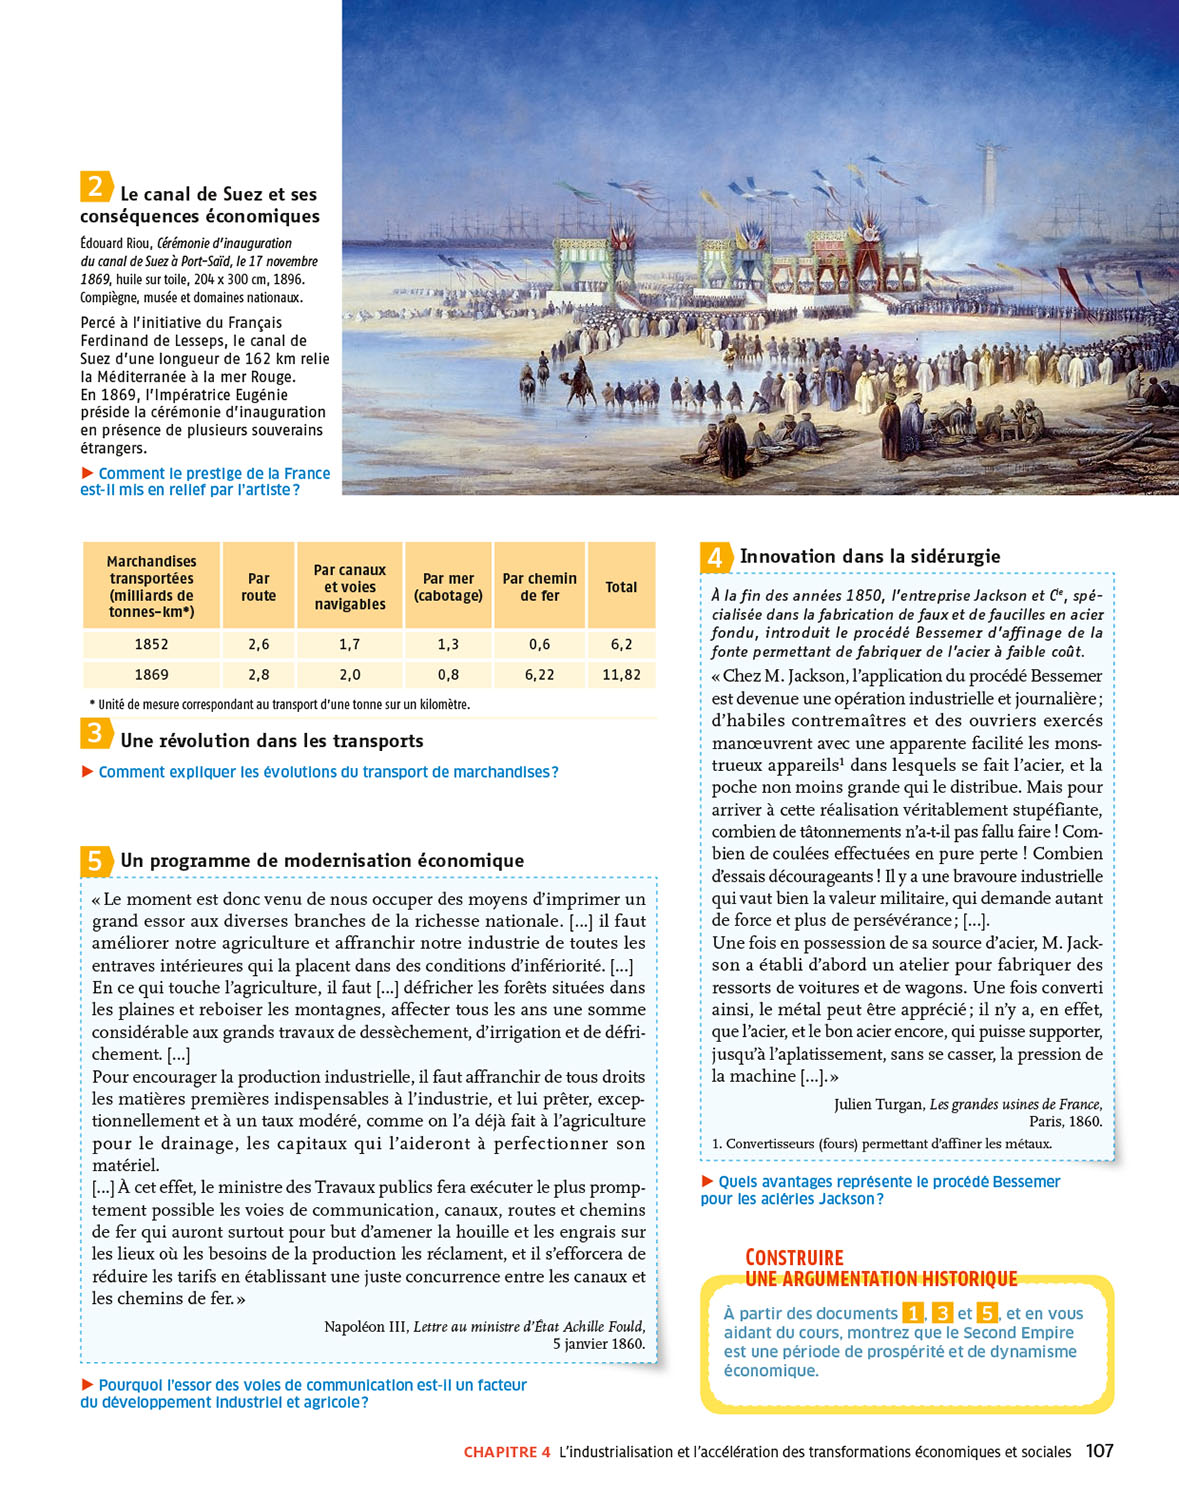 2 Le canal de Suez et ses
conséquences économiques
Édouard Riou, Cérémonie d'inauguration
du canal de Suez à Port-Saïd, le 17 novembre
1869, huile sur toile, 204 x 300 cm, 1896.
Compiègne, musée et domaines nationaux.
Percé à l'initiative du Français
Ferdinand de Lesseps, le canal de
Suez d'une longueur de 162 km relie
la Méditerranée à la mer Rouge.
En 1869, l'Impératrice Eugénie
préside la cérémonie d'inauguration
en présence de plusieurs souverains
étrangers.
► Comment le prestige de la France
est-il mis en relief par l'artiste ?
Marchandises transportées (milliards de tonnes-km*) | Par route | Par canaux et voies navigables | Par mer (cabotage) | Par chemin de fer | Total
1852 | 2,6 | 1,7 | 1,3 | 0,6 | 6,2
1869 | 2,8 | 2,0 | 0,8 | 6,22 | 11,82
* Unité de mesure correspondant au transport d'une tonne sur un kilomètre.
3 Une révolution dans les transports
► Comment expliquer les évolutions du transport de marchandises ?
5 Un programme de modernisation économique
« Le moment est donc venu de nous occuper des moyens d'imprimer un
grand essor aux diverses branches de la richesse nationale. [...] il faut
améliorer notre agriculture et affranchir notre industrie de toutes les
entraves intérieures qui la placent dans des conditions d'infériorité. [...]
En ce qui touche l'agriculture, il faut [...] défricher les forêts situées dans
les plaines et reboiser les montagnes, affecter tous les ans une somme
considérable aux grands travaux de dessèchement, d'irrigation et de défri-
chement. [...]
Pour encourager la production industrielle, il faut affranchir de tous droits
les matières premières indispensables à l'industrie, et lui prêter, excep-
tionnellement et à un taux modéré, comme on l'a déjà fait à l'agriculture
pour le drainage, les capitaux qui l'aideront à perfectionner son
matériel.
[...] À cet effet, le ministre des Travaux publics fera exécuter le plus promp-
tement possible les voies de communication, canaux, routes et chemins
de fer qui auront surtout pour but d'amener la houille et les engrais sur
les lieux où les besoins de la production les réclament, et il s'efforcera de
réduire les tarifs en établissant une juste concurrence entre les canaux et
les chemins de fer. »
Napoléon III, Lettre au ministre d'État Achille Fould,
5 janvier 1860.
► Pourquoi l'essor des voies de communication est-il un facteur
du développement industriel et agricole ?
4 Innovation dans la sidérurgie
À la fin des années 1850, l'entreprise Jackson et Cie, spé-
cialisée dans la fabrication de faux et de faucilles en acier
fondu, introduit le procédé Bessemer d'affinage de la
fonte permettant de fabriquer de l'acier à faible coût.
« Chez M. Jackson, l'application du procédé Bessemer
est devenue une opération industrielle et journalière ;
d'habiles contremaîtres et des ouvriers exercés
manœuvrent avec une apparente facilité les mons-
trueux appareils¹ dans lesquels se fait l'acier, et la
poche non moins grande qui le distribue. Mais pour
arriver à cette réalisation véritablement stupéfiante,
combien de tâtonnements n'a-t-il pas fallu faire ! Com-
bien de coulées effectuées en pure perte ! Combien
d'essais décourageants ! Il y a une bravoure industrielle
qui vaut bien la valeur militaire, qui demande autant
de force et plus de persévérance ; [...].
Une fois en possession de sa source d'acier, M. Jack-
son a établi d'abord un atelier pour fabriquer des
ressorts de voitures et de wagons. Une fois converti
ainsi, le métal peut être apprécié ; il n'y a, en effet,
que l'acier, et le bon acier encore, qui puisse supporter,
jusqu'à l'aplatissement, sans se casser, la pression de
la machine [...]. »
Julien Turgan, Les grandes usines de France,
Paris, 1860.
1. Convertisseurs (fours) permettant d'affiner les métaux.
► Quels avantages représente le procédé Bessemer
pour les aciéries Jackson ?
CONSTRUIRE
UNE ARGUMENTATION HISTORIQUE
À partir des documents 1, 3 et 5, et en vous
aidant du cours, montrez que le Second Empire
est une période de prospérité et de dynamisme
économique.
CHAPITRE 4 L'industrialisation et l'accélération des transformations économiques et sociales 107